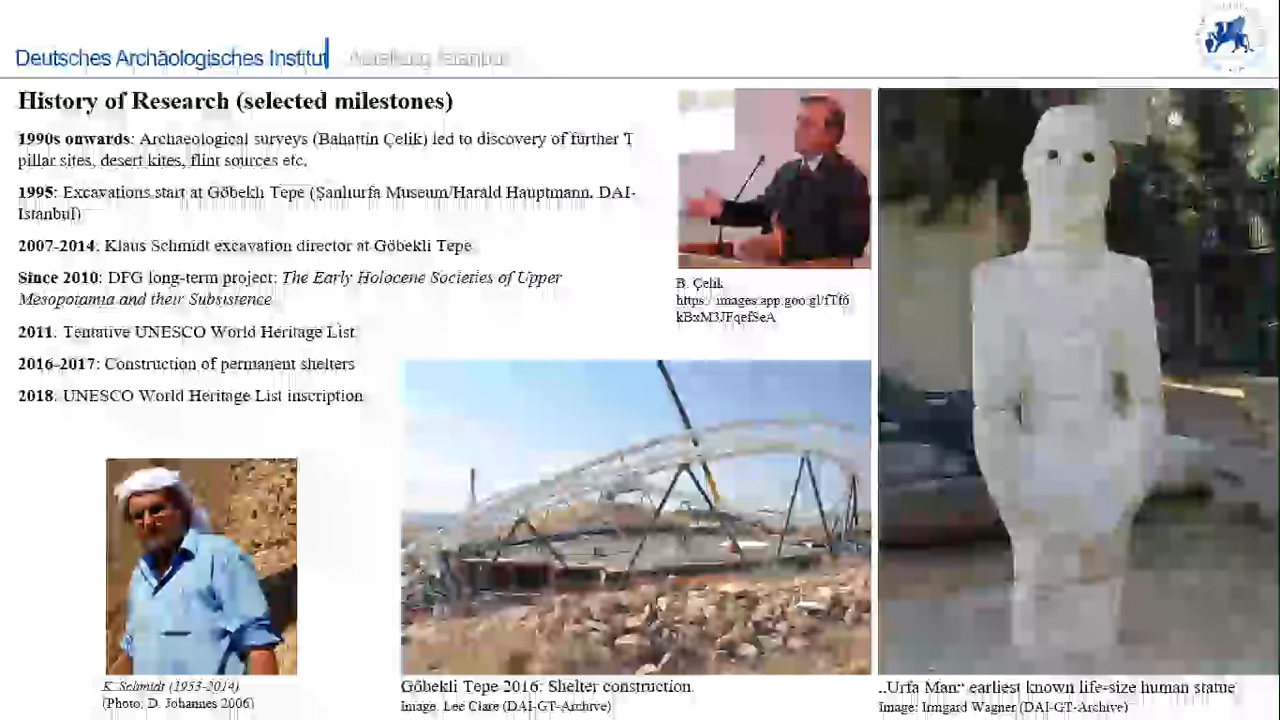 Deutsches Archäologisches Institut
History of Research (selected milestones)
1990s onwards: Archaeological surveys (Bahattin Çelik) led to discovery of further T
pillar sites, desert kites, flint sources etc.
1995: Excavations start at Göbekli Tepe (Şanlıurfa Museum/Harald Hauptmann, DAI-
Istanbul)
2007-2014: Klaus Schmidt excavation director at Göbekli Tepe
Since 2010: DFG long-term project: The Early Holocene Societies of Upper
Mesopotamia and their Subsistence
2011. Tentative UNESCO World Heritage List
2016-2017: Construction of permanent shelters
2018. UNESCO World Heritage List inscription
B. Çelik
K. Schmidt (1953-2014)
(Photo: D. Johannes 2006)
Göbekli Tepe 2016: Shelter construction.
Image: Lee Clare (DAI-GT-Archive)
„Urfa Man“ earliest known life-size human statue
Image: Irmgard Wagner (DAI-GT-Archive)